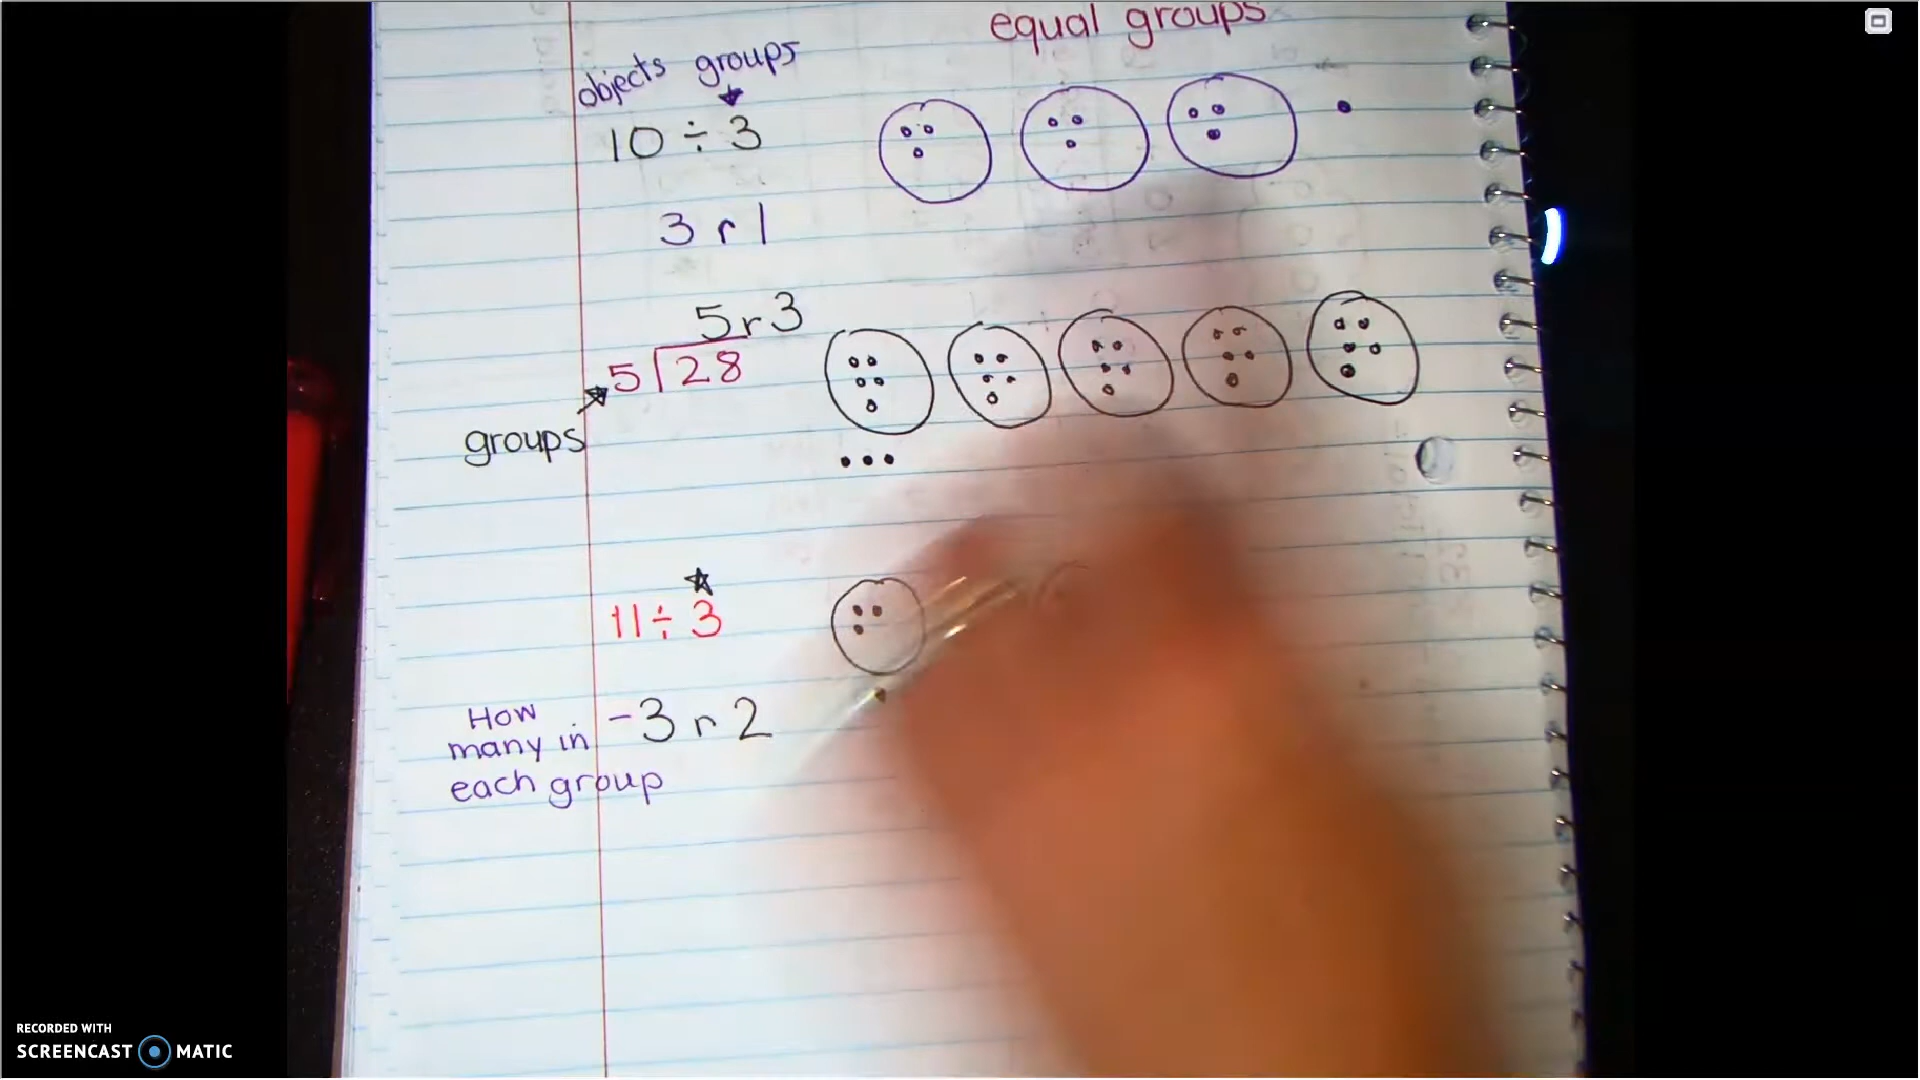 equal groups
objects groups
10 ÷ 3
3 r 1
5 r 3
5 28
groups
11 ÷ 3
How
many in - 3 r 2
each group
RECORDED WITH
SCREENCAST MATIC